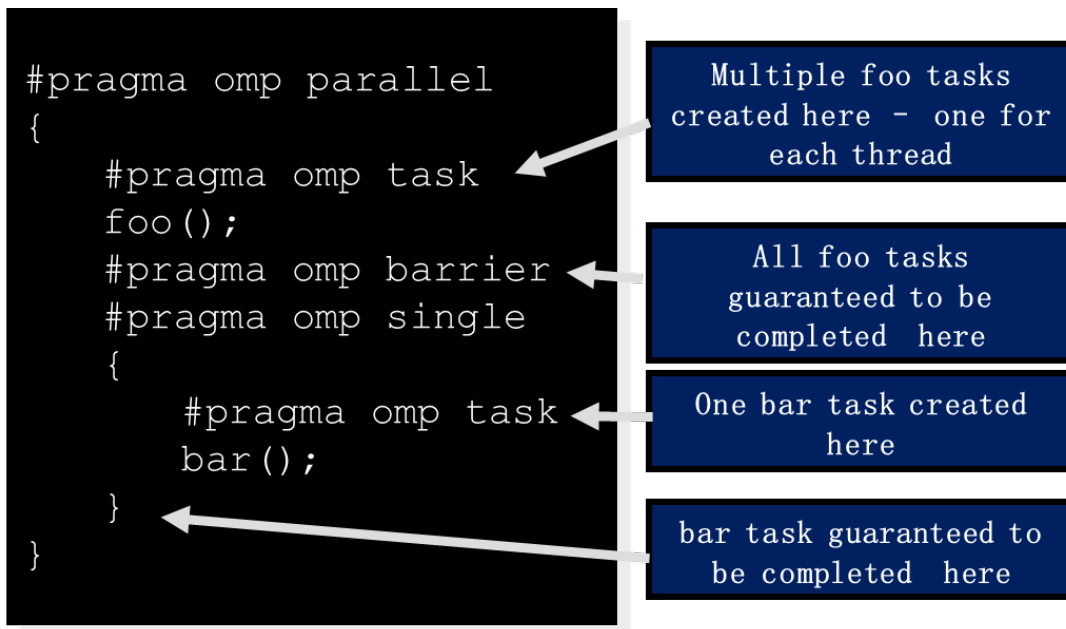 #pragma omp parallel
{
#pragma omp task
foo();
#pragma omp barrier
#pragma omp single
{
#pragma omp task
bar();
}
}
Multiple foo tasks
created here - one for
each thread
All foo tasks
guaranteed to be
completed here
One bar task created
here
bar task guaranteed to
be completed here